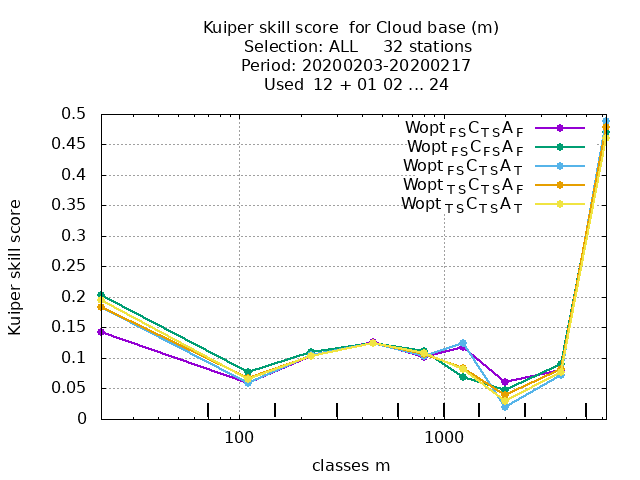 Kuiper skill score  for Cloud base (m)
Selection: ALL     32 stations
Period: 20200203-20200217
Used  12 + 01 02 ... 24
0.5
0.45
0.4
0.35
0.3
0.25
0.2
0.15
0.1
0.05
0
Kuiper skill score
Wopt FS C TS A F
Wopt FS C FS A F
Wopt FS C TS A T
Wopt TS C TS A F
Wopt TS C TS A T
100 1000
classes m